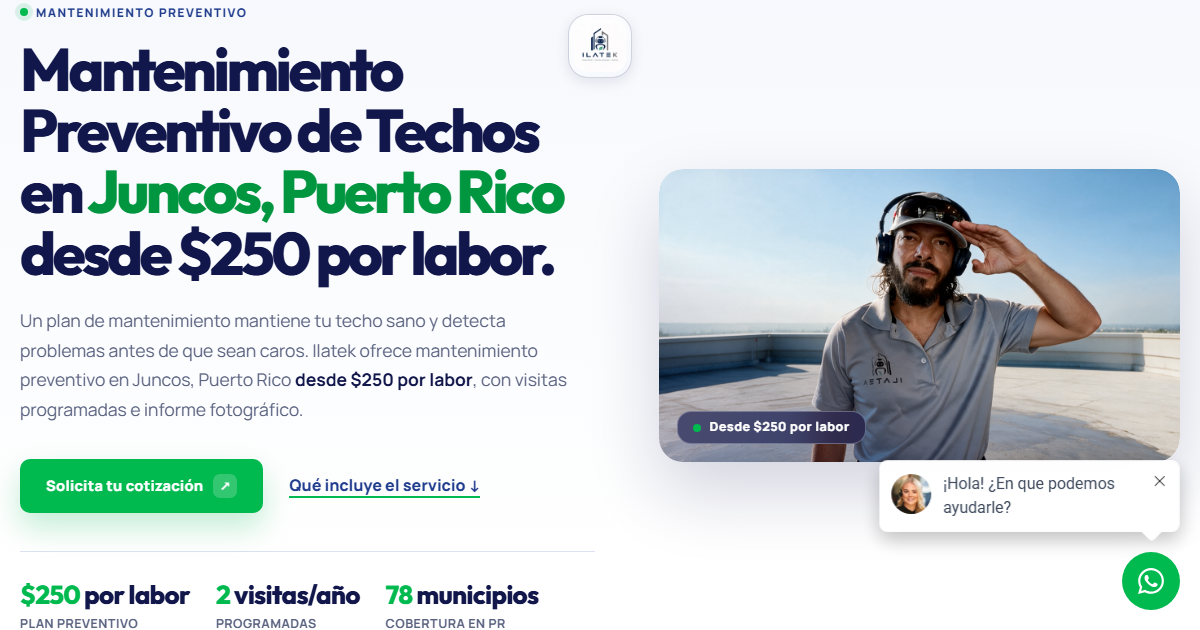 MANTENIMIENTO PREVENTIVO
ILATEK
Mantenimiento
Preventivo de Techos
en Juncos, Puerto Rico
desde $250 por labor.
Un plan de mantenimiento mantiene tu techo sano y detecta
problemas antes de que sean caros. Ilatek ofrece mantenimiento
preventivo en Juncos, Puerto Rico desde $250 por labor, con visitas
programadas e informe fotográfico.
Solicita tu cotización ↗
Qué incluye el servicio ↓
Desde $250 por labor
¡Hola! ¿En que podemos
ayudarle?
$250 por labor
PLAN PREVENTIVO
2 visitas/año
PROGRAMADAS
78 municipios
COBERTURA EN PR